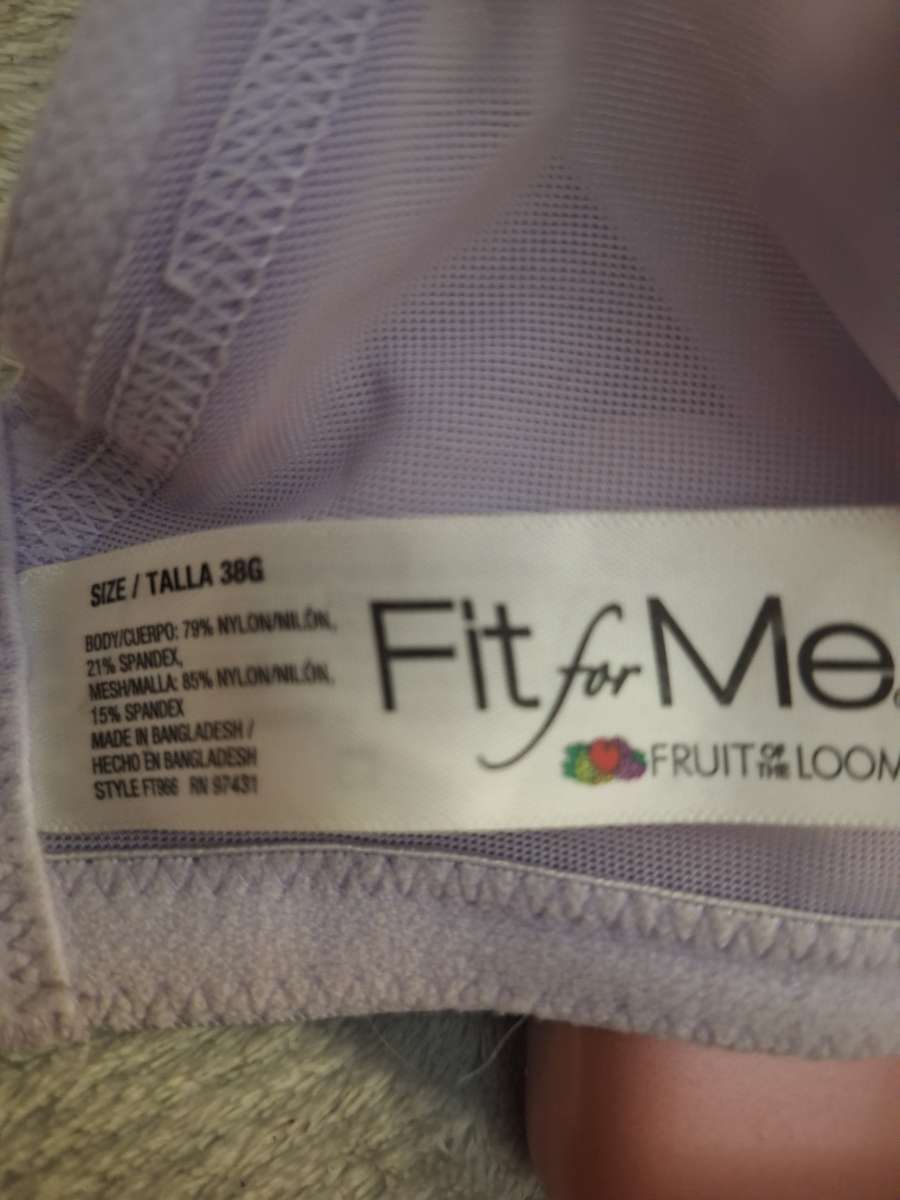 SIZE / TALLA 38G
BODY/CUERPO: 79% NYLON/NILÓN,
21% SPANDEX,
MESH/MALLA: 85% NYLON/NILÓN,
15% SPANDEX
MADE IN BANGLADESH /
HECHO EN BANGLADESH
STYLE FT966 RN 97431
Fit for Me
FRUIT OF THE LOOM